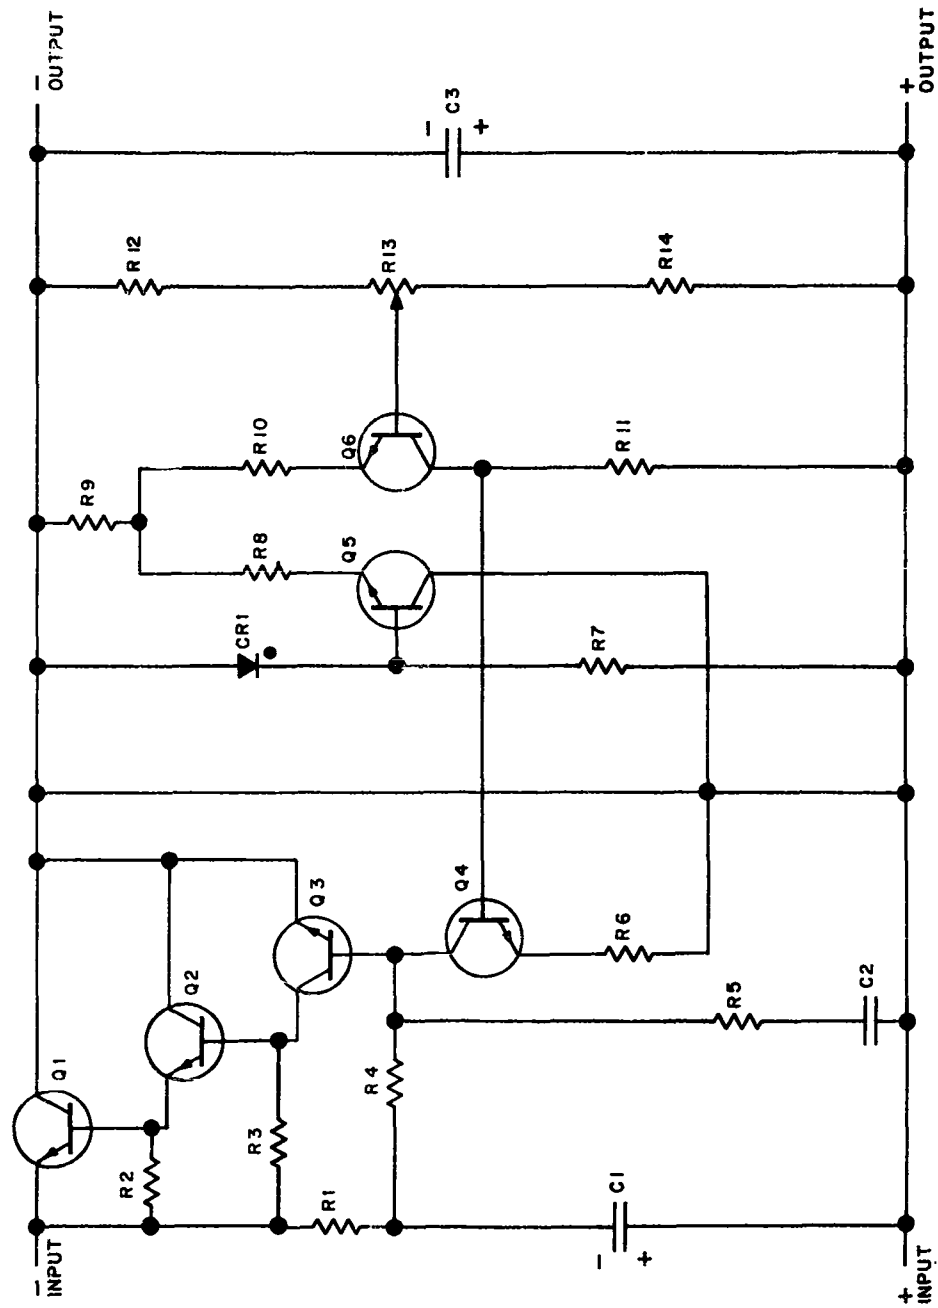 − OUTPUT
C3
−
+
+ OUTPUT
R12
R13
R14
R9
R10
Q6
R11
R8
Q5
CR1
R7
Q4
R6
Q3
Q2
Q1
R5
C2
R4
R3
R2
R1
C1
−
+
− INPUT
+ INPUT